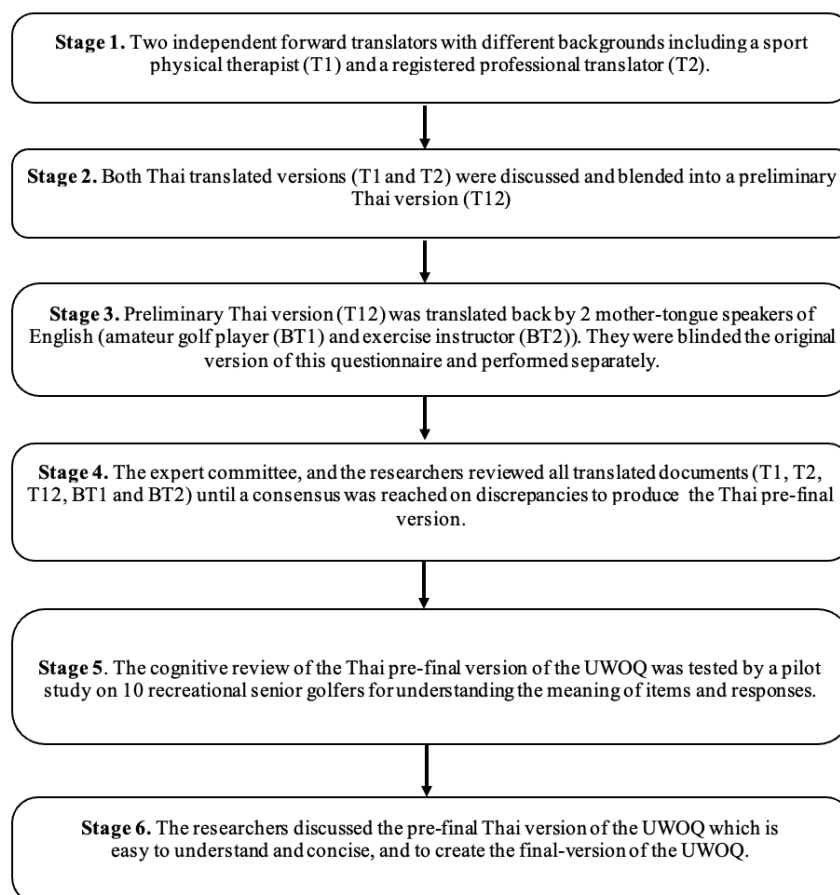 Stage 1. Two independent forward translators with different backgrounds including a sport
physical therapist (T1) and a registered professional translator (T2).
Stage 2. Both Thai translated versions (T1 and T2) were discussed and blended into a preliminary
Thai version (T12)
Stage 3. Preliminary Thai version (T12) was translated back by 2 mother-tongue speakers of
English (amateur golf player (BT1) and exercise instructor (BT2)). They were blinded the original
version of this questionnaire and performed separately.
Stage 4. The expert committee, and the researchers reviewed all translated documents (T1, T2,
T12, BT1 and BT2) until a consensus was reached on discrepancies to produce the Thai pre-final
version.
Stage 5. The cognitive review of the Thai pre-final version of the UWOQ was tested by a pilot
study on 10 recreational senior golfers for understanding the meaning of items and responses.
Stage 6. The researchers discussed the pre-final Thai version of the UWOQ which is
easy to understand and concise, and to create the final-version of the UWOQ.